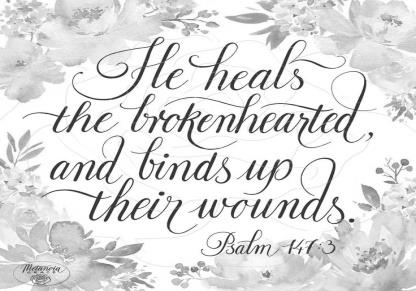 He heals
the brokenhearted,
and binds up
their wounds.
Psalm 147:3
Metanoia